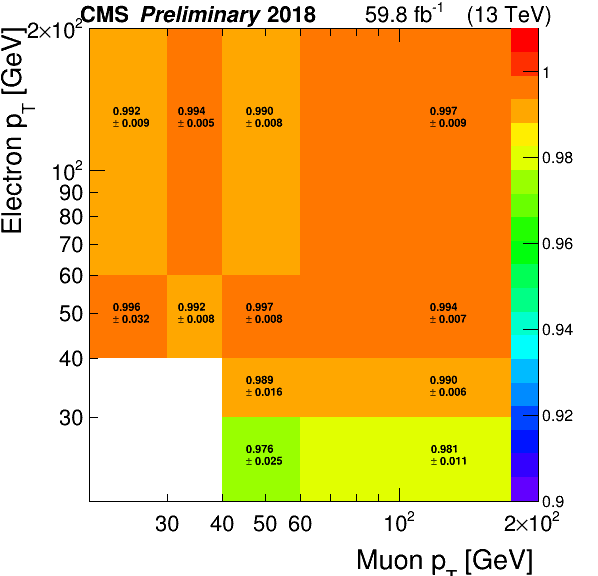 CMS Preliminary 2018 59.8 fb⁻¹ (13 TeV)
Electron p_T [GeV]
2×10²
10²
90
80
70
60
50
40
30
0.992 0.994 0.990 0.997
± 0.009 ± 0.005 ± 0.008 ± 0.009
0.996 0.992 0.997 0.994
± 0.032 ± 0.008 ± 0.008 ± 0.007
0.989 0.990
± 0.016 ± 0.006
0.976 0.981
± 0.025 ± 0.011
1
0.98
0.96
0.94
0.92
0.9
30 40 50 60 10² 2×10²
Muon p_T [GeV]